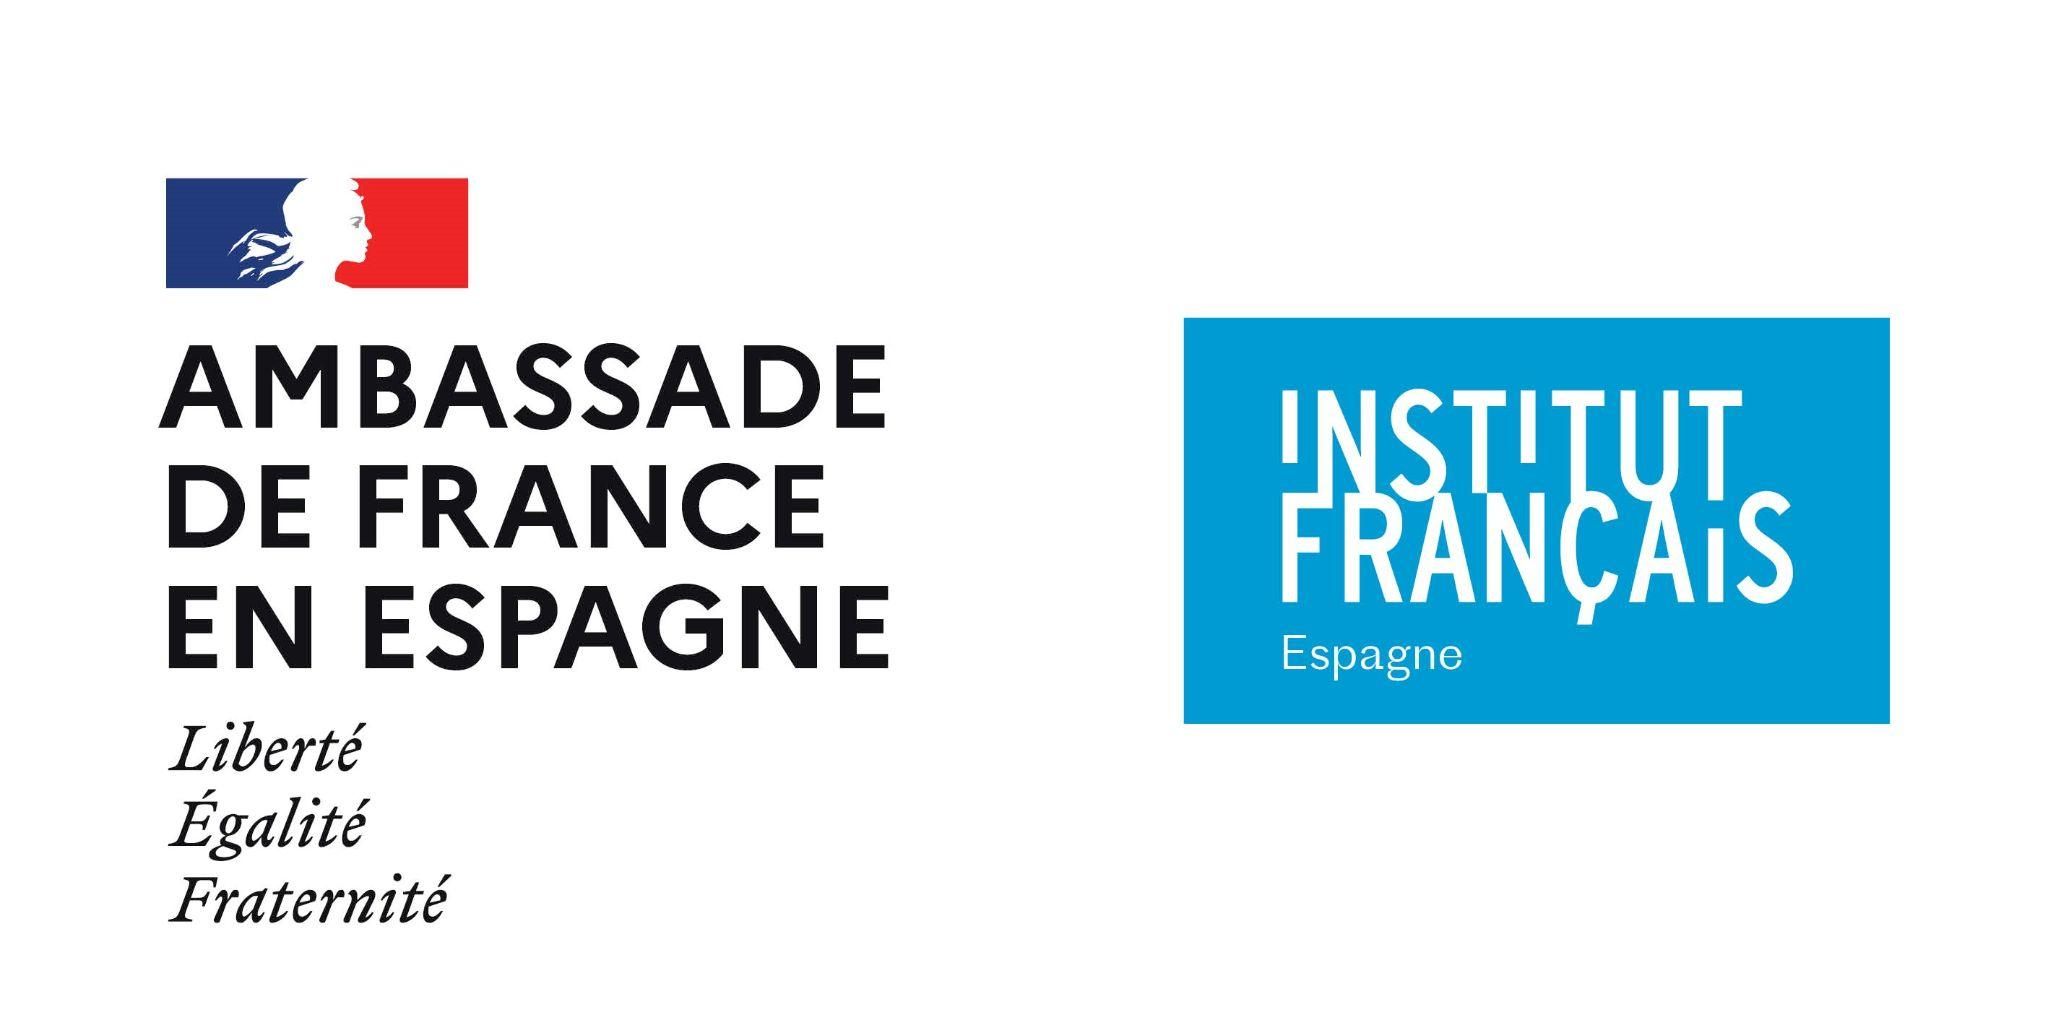 AMBASSADE
DE FRANCE
EN ESPAGNE
Liberté
Égalité
Fraternité
INSTITUT
FRANÇAiS
Espagne